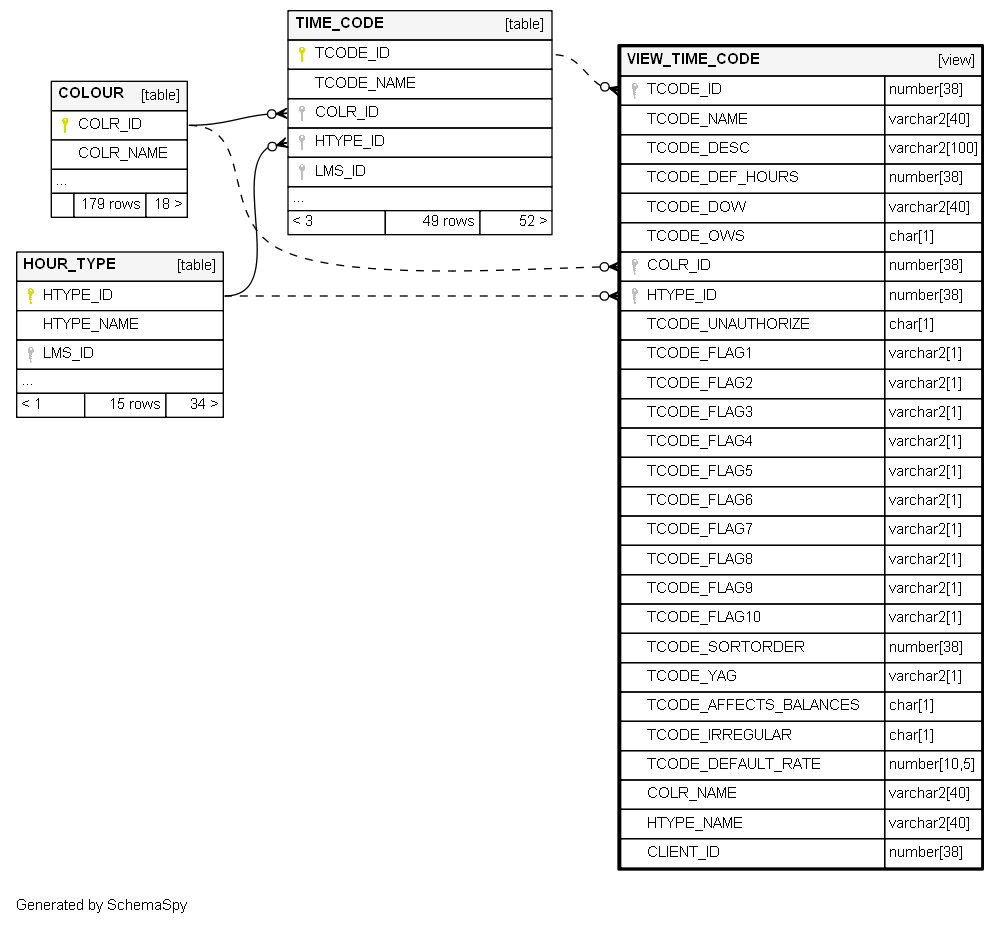 TIME_CODE [table]
TCODE_ID
TCODE_NAME
COLR_ID
HTYPE_ID
LMS_ID
...
< 3 49 rows 52 >
COLOUR [table]
COLR_ID
COLR_NAME
...
179 rows 18 >
HOUR_TYPE [table]
HTYPE_ID
HTYPE_NAME
LMS_ID
...
< 1 15 rows 34 >
VIEW_TIME_CODE [view]
TCODE_ID number[38]
TCODE_NAME varchar2[40]
TCODE_DESC varchar2[100]
TCODE_DEF_HOURS number[38]
TCODE_DOW varchar2[40]
TCODE_OWS char[1]
COLR_ID number[38]
HTYPE_ID number[38]
TCODE_UNAUTHORIZE char[1]
TCODE_FLAG1 varchar2[1]
TCODE_FLAG2 varchar2[1]
TCODE_FLAG3 varchar2[1]
TCODE_FLAG4 varchar2[1]
TCODE_FLAG5 varchar2[1]
TCODE_FLAG6 varchar2[1]
TCODE_FLAG7 varchar2[1]
TCODE_FLAG8 varchar2[1]
TCODE_FLAG9 varchar2[1]
TCODE_FLAG10 varchar2[1]
TCODE_SORTORDER number[38]
TCODE_YAG varchar2[1]
TCODE_AFFECTS_BALANCES char[1]
TCODE_IRREGULAR char[1]
TCODE_DEFAULT_RATE number[10,5]
COLR_NAME varchar2[40]
HTYPE_NAME varchar2[40]
CLIENT_ID number[38]
Generated by SchemaSpy